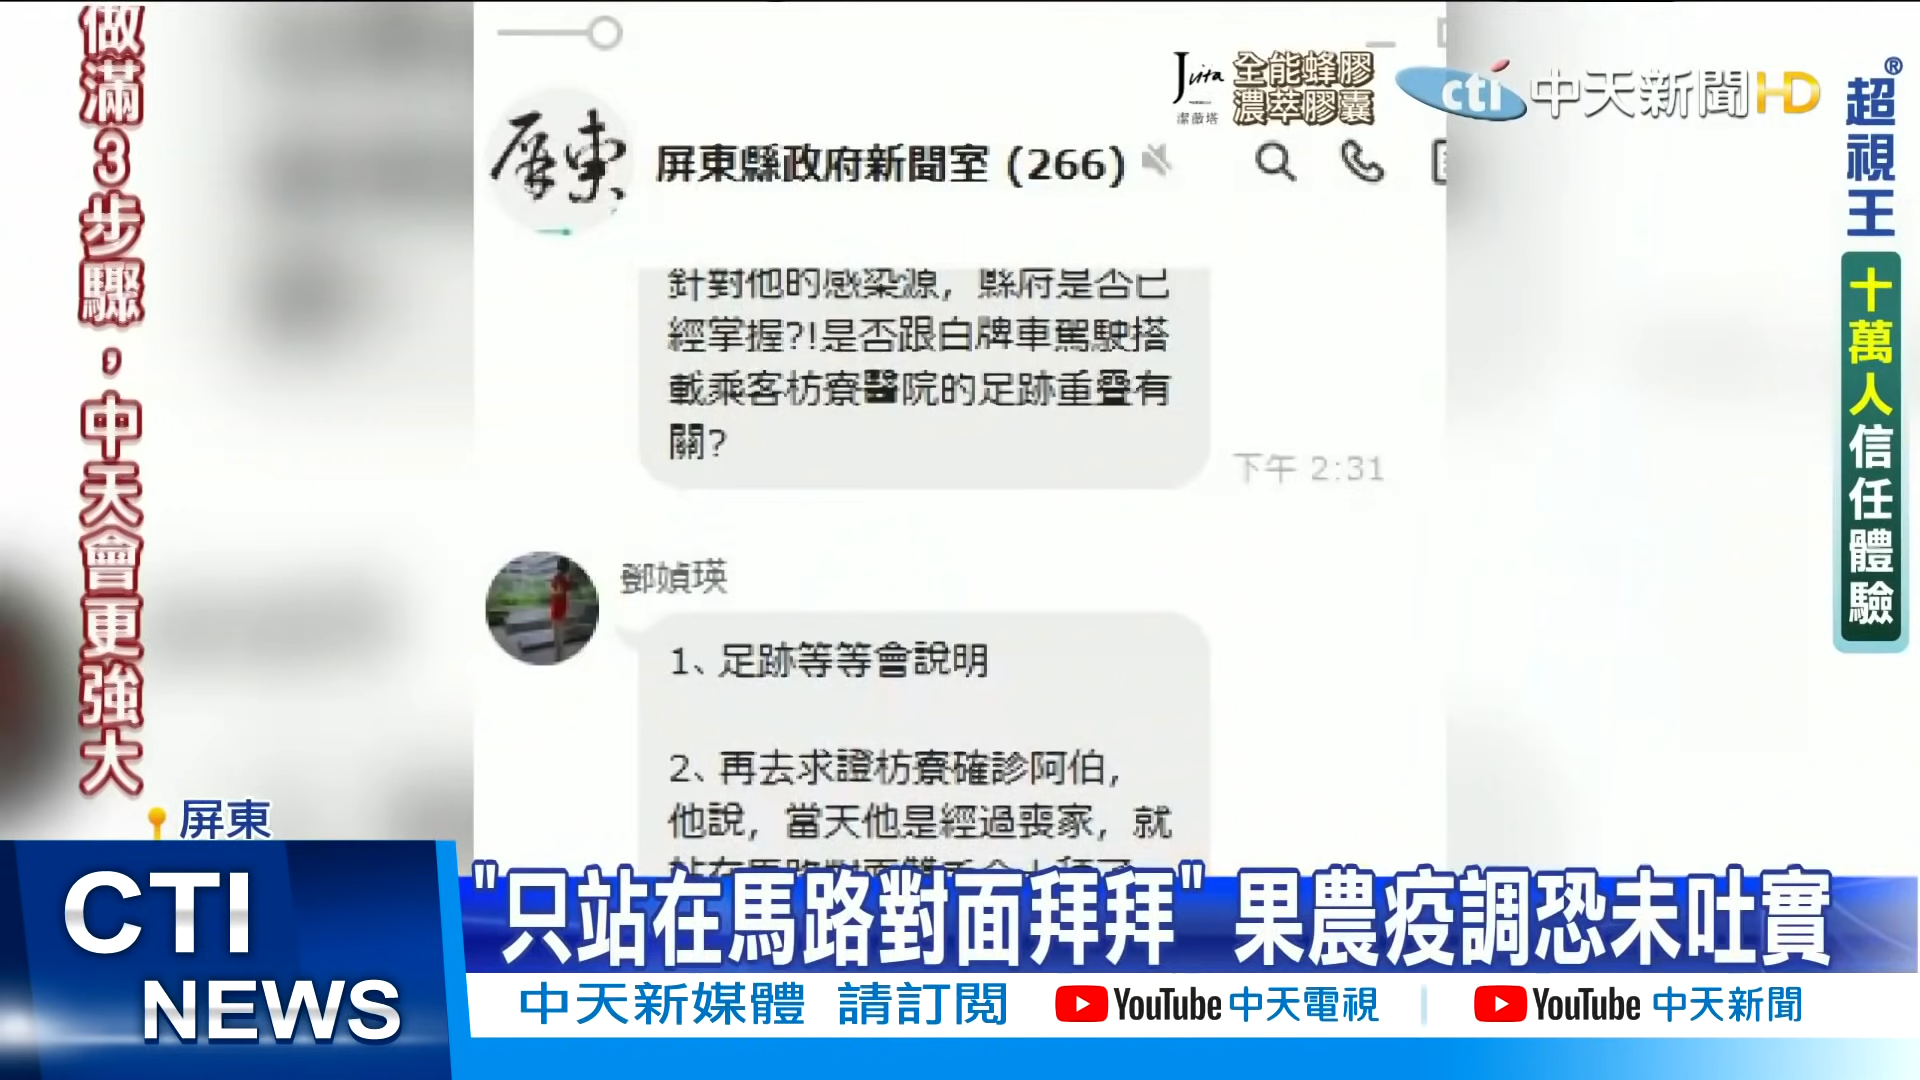 做滿3步驟，中天會更強大
屏東
屏東縣政府新聞室 (266)
Jvita
潔薇塔
全能蜂膠
濃萃膠囊
cti 中天新聞HD
超視王®
十萬人信任體驗
針對他的感染源，縣府是否已
經掌握?!是否跟白牌車駕駛搭
載乘客枋寮醫院的足跡重疊有
關?
下午 2:31
鄧媜瑛
1、足跡等等會說明
2、再去求證枋寮確診阿伯，
他說，當天他是經過喪家，就
屏東
CTI
NEWS
"只站在馬路對面拜拜" 果農疫調恐未吐實
中天新媒體 請訂閱 YouTube 中天電視 | YouTube 中天新聞